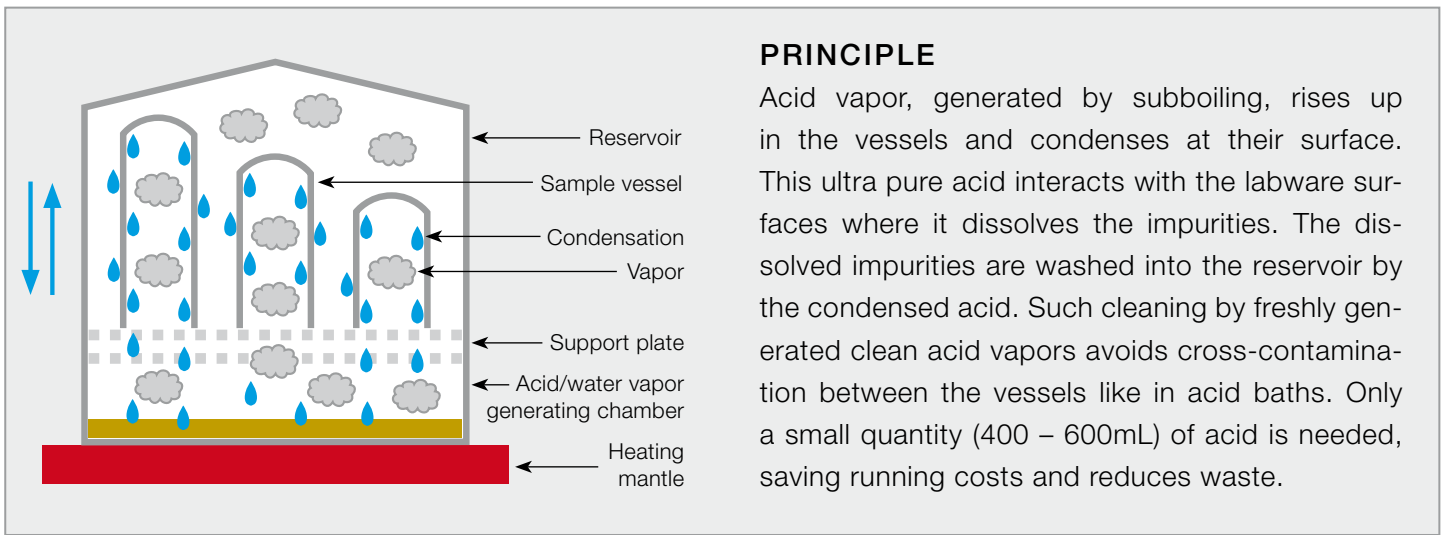 Reservoir
Sample vessel
Condensation
Vapor
Support plate
Acid/water vapor
generating chamber
Heating
mantle
PRINCIPLE
Acid vapor, generated by subboiling, rises up
in the vessels and condenses at their surface.
This ultra pure acid interacts with the labware sur-
faces where it dissolves the impurities. The dis-
solved impurities are washed into the reservoir by
the condensed acid. Such cleaning by freshly gen-
erated clean acid vapors avoids cross-contamina-
tion between the vessels like in acid baths. Only
a small quantity (400 – 600mL) of acid is needed,
saving running costs and reduces waste.